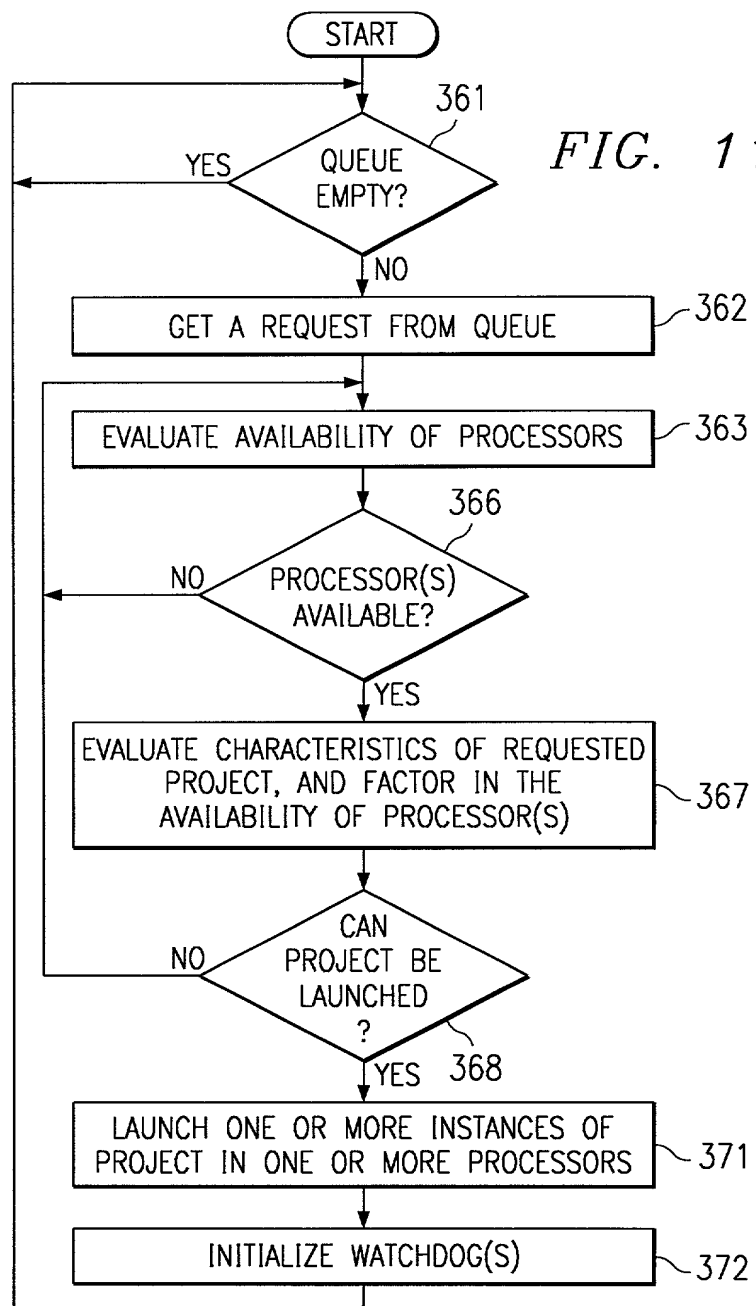 START
361
FIG. 1
YES
QUEUE
EMPTY?
NO
GET A REQUEST FROM QUEUE
362
EVALUATE AVAILABILITY OF PROCESSORS
363
366
NO
PROCESSOR(S)
AVAILABLE?
YES
EVALUATE CHARACTERISTICS OF REQUESTED
PROJECT, AND FACTOR IN THE
AVAILABILITY OF PROCESSOR(S)
367
NO
CAN
PROJECT BE
LAUNCHED
?
368
YES
LAUNCH ONE OR MORE INSTANCES OF
PROJECT IN ONE OR MORE PROCESSORS
371
INITIALIZE WATCHDOG(S)
372